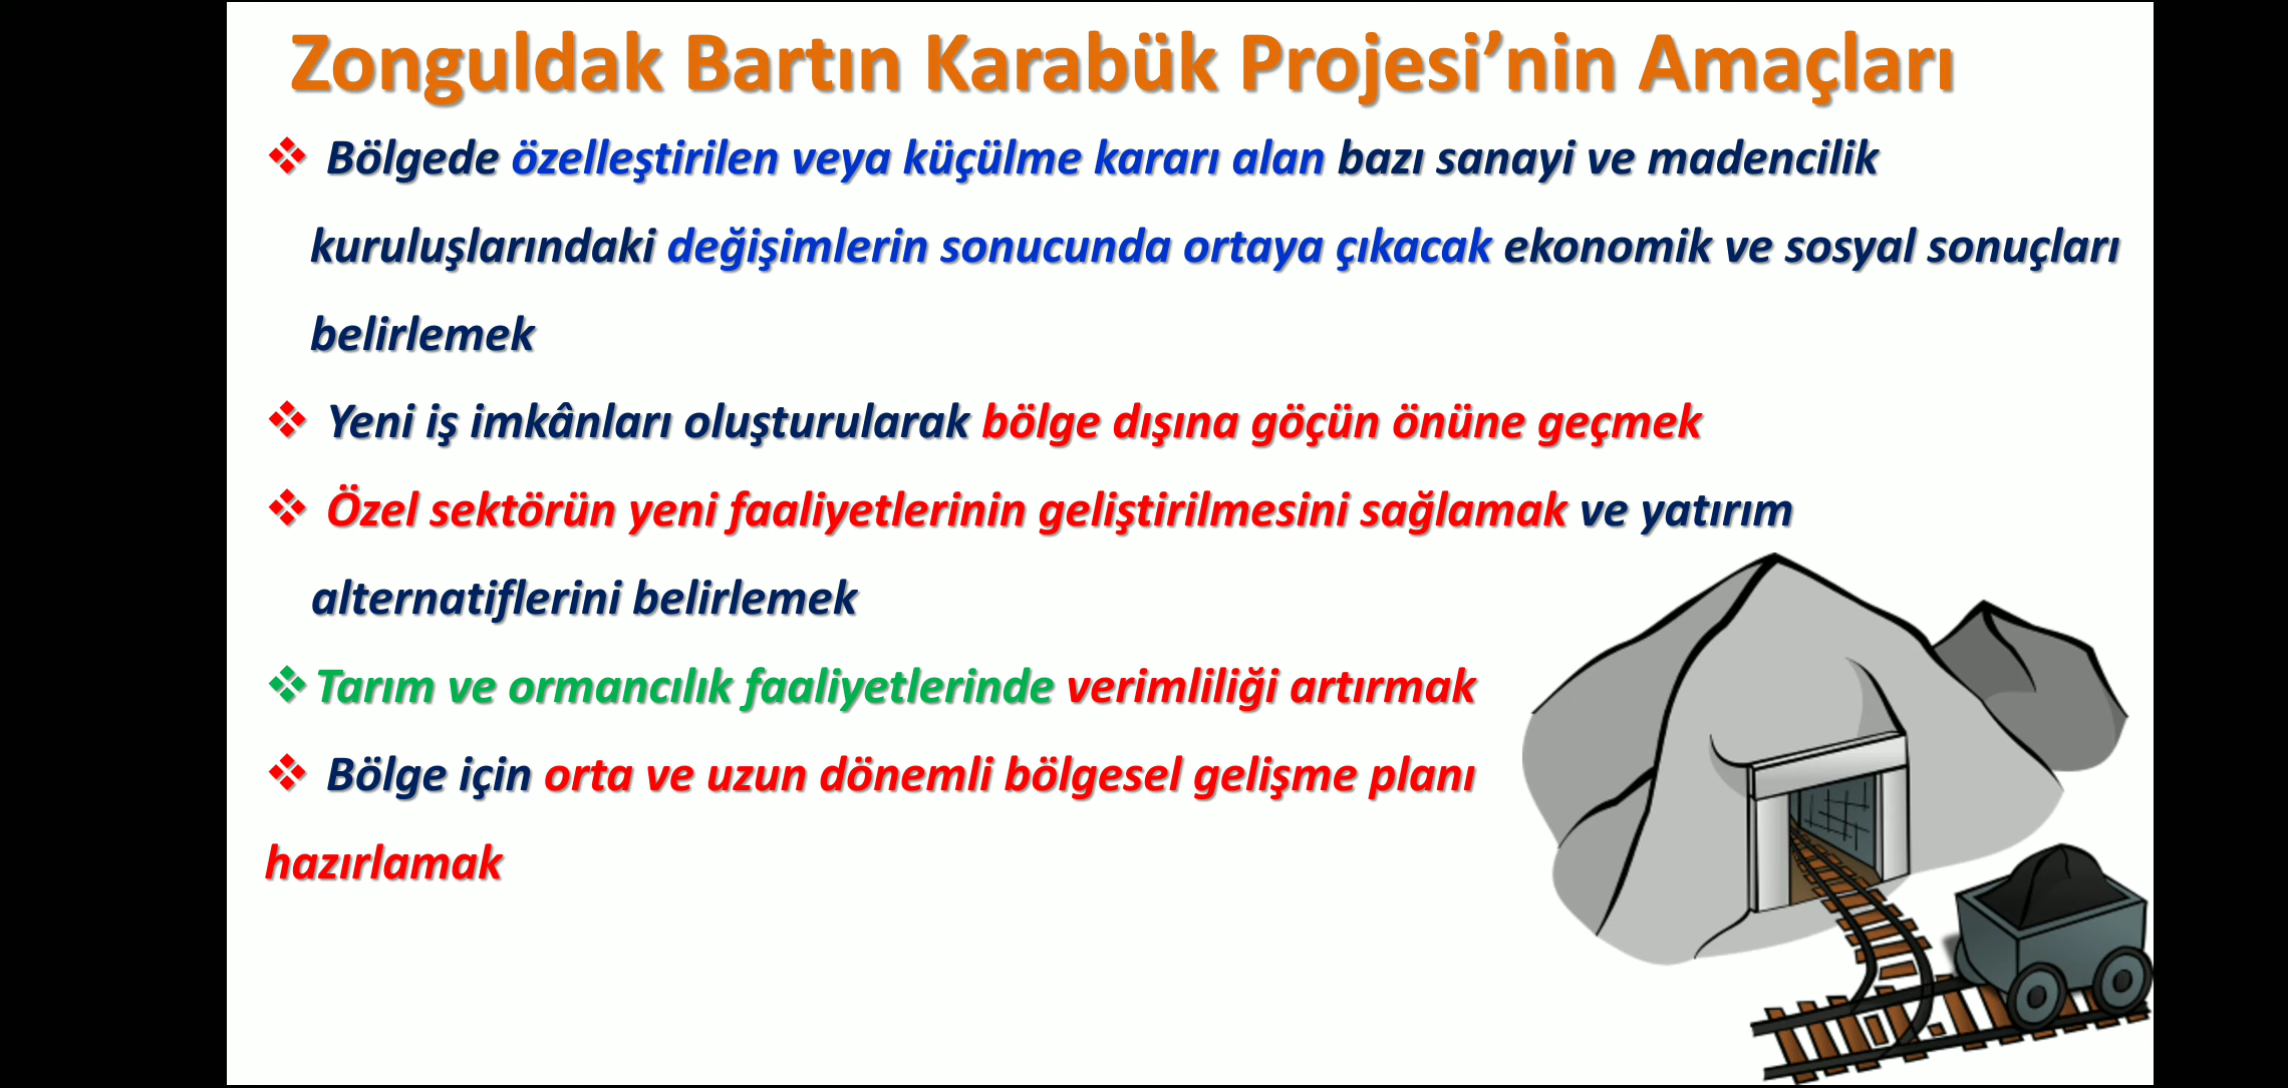 Zonguldak Bartın Karabük Projesi’nin Amaçları
❖ Bölgede özelleştirilen veya küçülme kararı alan bazı sanayi ve madencilik
kuruluşlarındaki değişimlerin sonucunda ortaya çıkacak ekonomik ve sosyal sonuçları
belirlemek
❖ Yeni iş imkânları oluşturularak bölge dışına göçün önüne geçmek
❖ Özel sektörün yeni faaliyetlerinin geliştirilmesini sağlamak ve yatırım
alternatiflerini belirlemek
❖ Tarım ve ormancılık faaliyetlerinde verimliliği artırmak
❖ Bölge için orta ve uzun dönemli bölgesel gelişme planı
hazırlamak